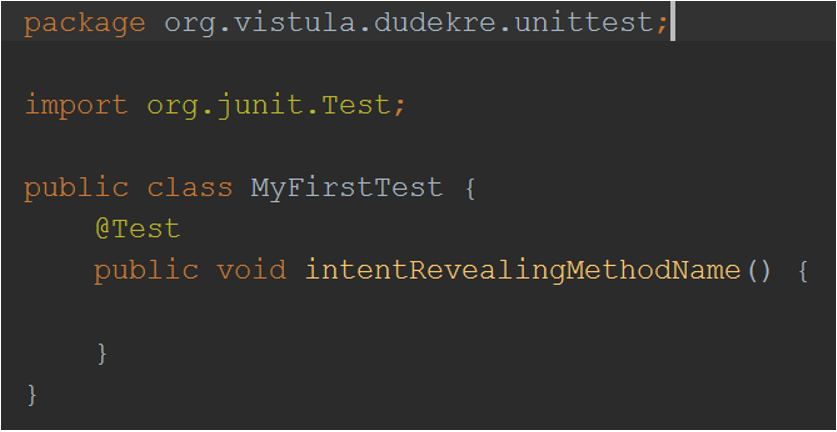 package org.vistula.dudekre.unittest;
import org.junit.Test;
public class MyFirstTest {
@Test
public void intentRevealingMethodName() {
}
}